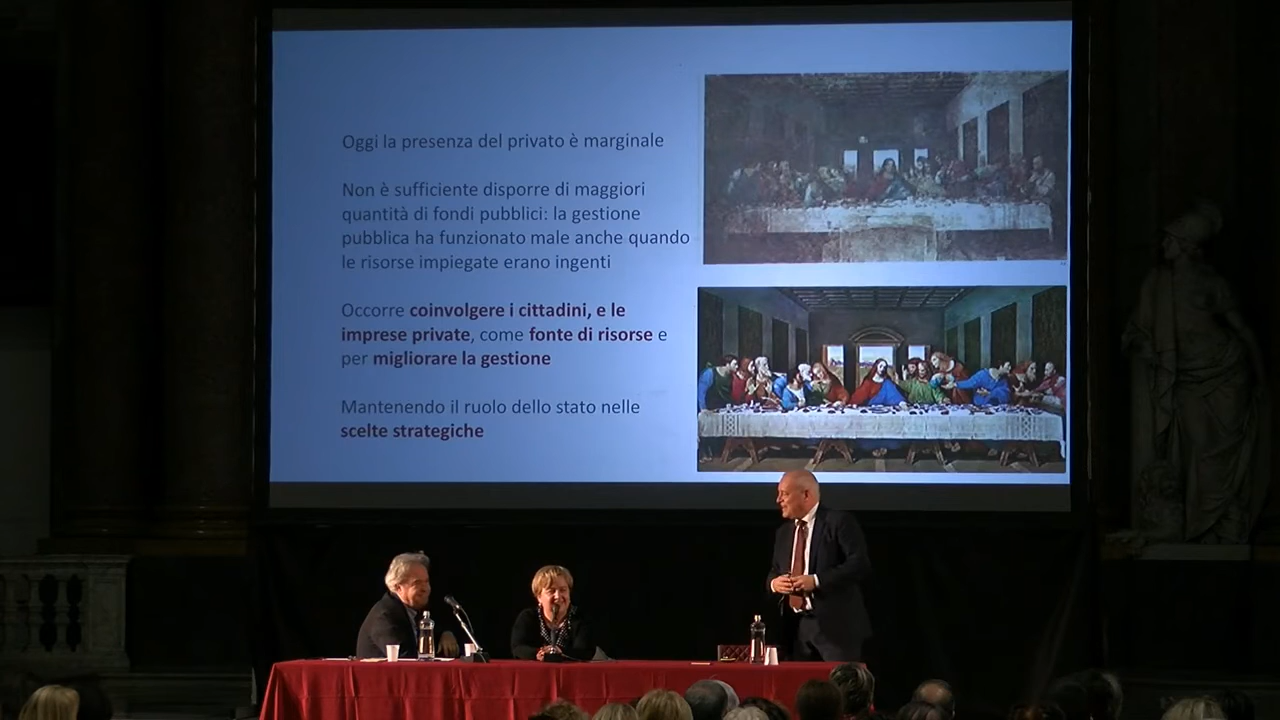 Oggi la presenza del privato è marginale
Non è sufficiente disporre di maggiori
quantità di fondi pubblici: la gestione
pubblica ha funzionato male anche quando
le risorse impiegate erano ingenti
Occorre coinvolgere i cittadini, e le
imprese private, come fonte di risorse e
per migliorare la gestione
Mantenendo il ruolo dello stato nelle
scelte strategiche